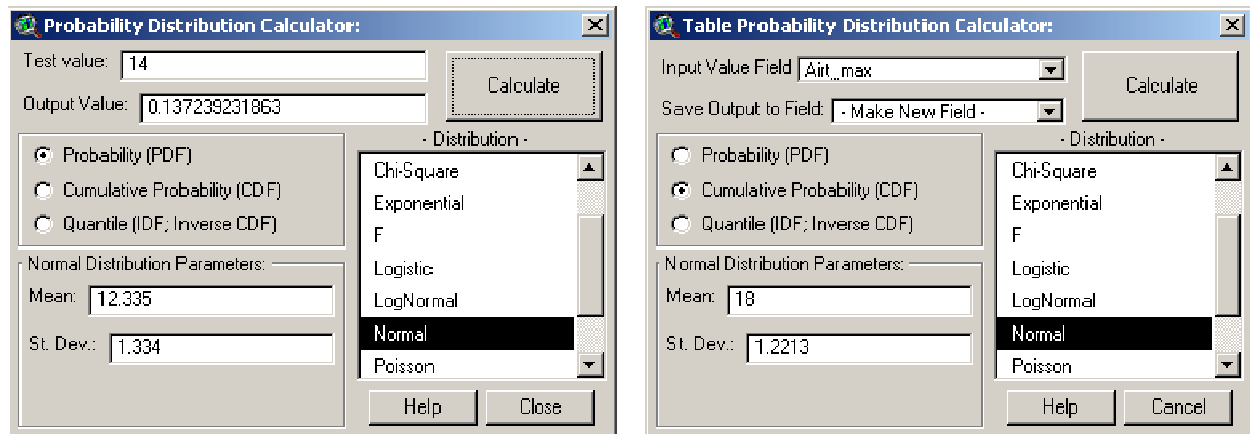 Probability Distribution Calculator:
Test value: 14
Output Value: 0.137239231863
Calculate
Probability (PDF)
Cumulative Probability (CDF)
Quantile (IDF; Inverse CDF)
- Distribution -
Chi-Square
Exponential
F
Logistic
LogNormal
Normal
Poisson
Normal Distribution Parameters:
Mean: 12.335
St. Dev.: 1.334
Help
Close
Table Probability Distribution Calculator:
Input Value Field Airt_max
Save Output to Field: - Make New Field -
Calculate
Probability (PDF)
Cumulative Probability (CDF)
Quantile (IDF; Inverse CDF)
- Distribution -
Chi-Square
Exponential
F
Logistic
LogNormal
Normal
Poisson
Normal Distribution Parameters:
Mean: 18
St. Dev.: 1.2213
Help
Cancel